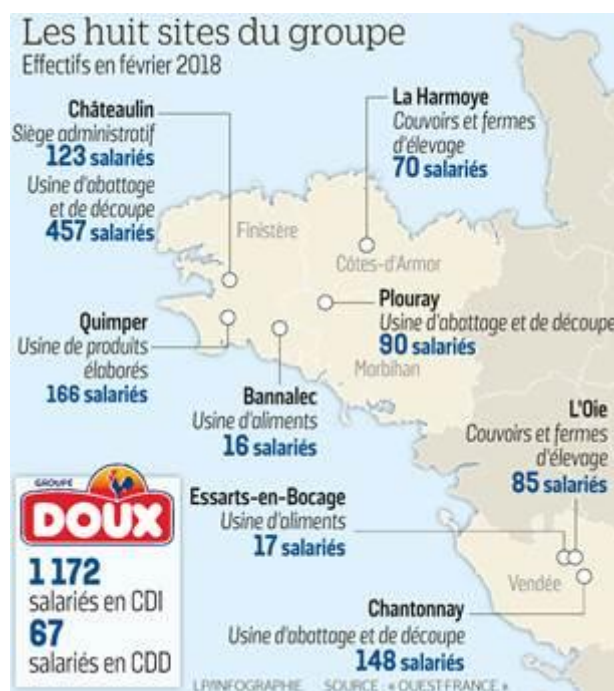 Les huit sites du groupe
Effectifs en février 2018
Châteaulin
Siège administratif
123 salariés
Usine d'abattage
et de découpe
457 salariés
La Harmoye
Couvoirs et fermes
d'élevage
70 salariés
Finistère
Côtes-d'Armor
Plouray
Usine d'abattage et de découpe
90 salariés
Quimper
Usine de produits
élaborés
166 salariés
Morbihan
Bannalec
Usine d'aliments
16 salariés
L'Oie
Couvoirs et fermes
d'élevage
85 salariés
Essarts-en-Bocage
Usine d'aliments
17 salariés
Vendée
Chantonnay
Usine d'abattage et de découpe
148 salariés
GROUPE
DOUX
1 172
salariés en CDI
67
salariés en CDD
LP/INFOGRAPHIE. SOURCE : « OUEST-FRANCE »